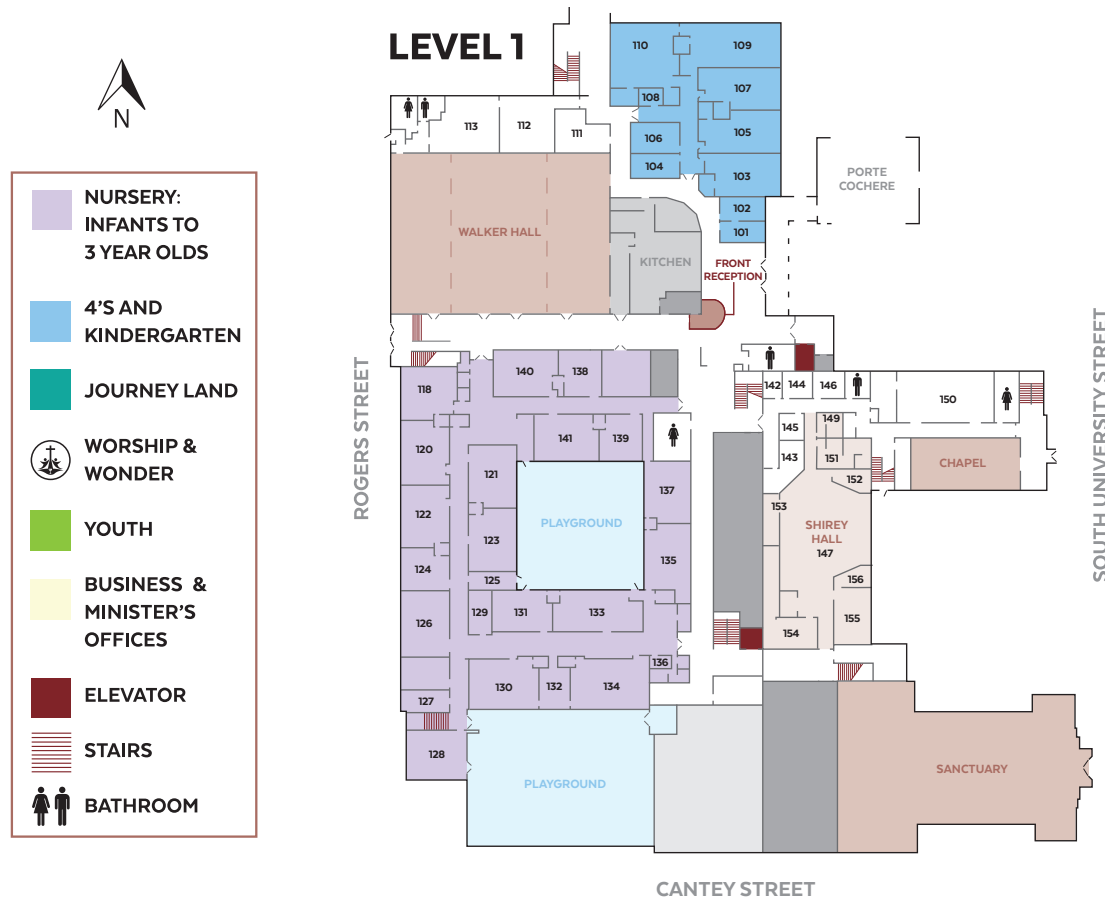 LEVEL 1
N
NURSERY:
INFANTS TO
3 YEAR OLDS
4'S AND
KINDERGARTEN
JOURNEY LAND
WORSHIP &
WONDER
YOUTH
BUSINESS &
MINISTER'S
OFFICES
ELEVATOR
STAIRS
BATHROOM
110
109
108
107
113
112
111
106
105
104
103
102
101
PORTE
COCHERE
WALKER HALL
KITCHEN
FRONT
RECEPTION
ROGERS STREET
SOUTH UNIVERSITY STREET
118
140
138
142
144
146
150
120
141
139
145
149
143
151
152
CHAPEL
121
137
122
123
PLAYGROUND
153
SHIREY
HALL
147
124
125
135
156
126
129
131
133
154
155
136
127
130
132
134
128
PLAYGROUND
SANCTUARY
CANTEY STREET